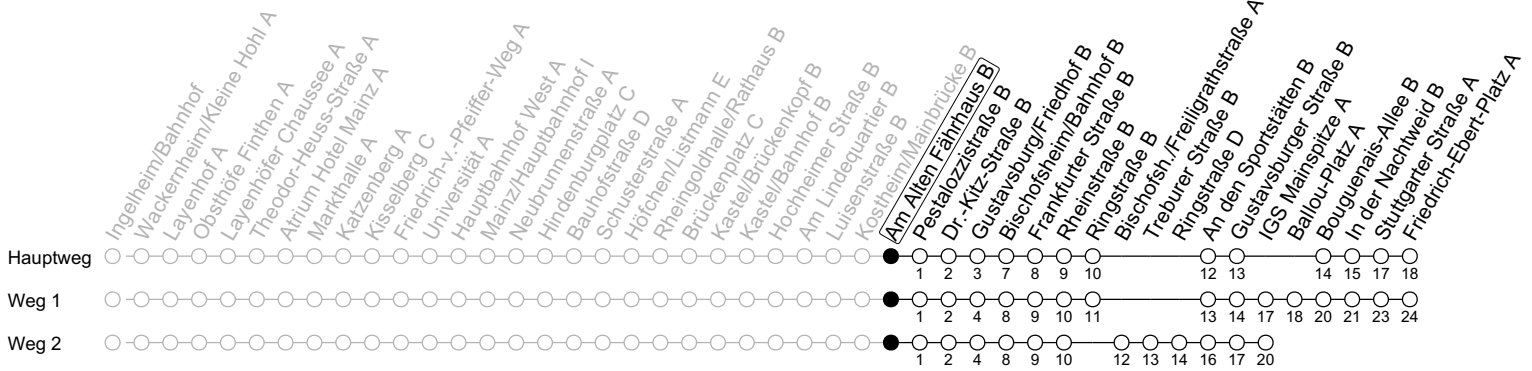 Ingelheim/Bahnhof
Wackernheim/Kleine Hohl A
Layenhof A
Obsthöfe Finthen A
Layenhöfer Chaussee A
Theodor-Heuss-Straße A
Atrium Hotel Mainz A
Markthalle A
Katzenberg A
Kisselberg C
Friedrich-v.-Pfeiffer-Weg A
Universität A
Hauptbahnhof West A
Mainz/Hauptbahnhof I
Neubrunnenstraße A
Hindenburgplatz C
Bauhofstraße D
Schusterstraße A
Höfchen/Listmann E
Rheingoldhalle/Rathaus B
Brückenplatz C
Kastel/Brückenkopf B
Kastel/Bahnhof B
Hochheimer Straße B
Am Lindequartier B
Luisenstraße B
Kostheim/Mainbrücke B
Am Alten Fährhaus B
Pestalozzistraße B
Dr.-Kitz-Straße B
Gustavsburg/Friedhof B
Bischofsheim/Bahnhof B
Frankfurter Straße B
Rheinstraße B
Ringstraße B
Bischofsh./Freiligrathstraße A
Treburer Straße B
Ringstraße D
An den Sportstätten B
Gustavsburger Straße B
IGS Mainspitze A
Ballou-Platz A
Bouguenais-Allee B
In der Nachtweid B
Stuttgarter Straße A
Friedrich-Ebert-Platz A
Hauptweg
1 2 3 7 8 9 10 12 13 14 15 17 18
Weg 1
1 2 4 8 9 10 11 13 14 17 18 20 21 23 24
Weg 2
1 2 4 8 9 10 12 13 14 16 17 20